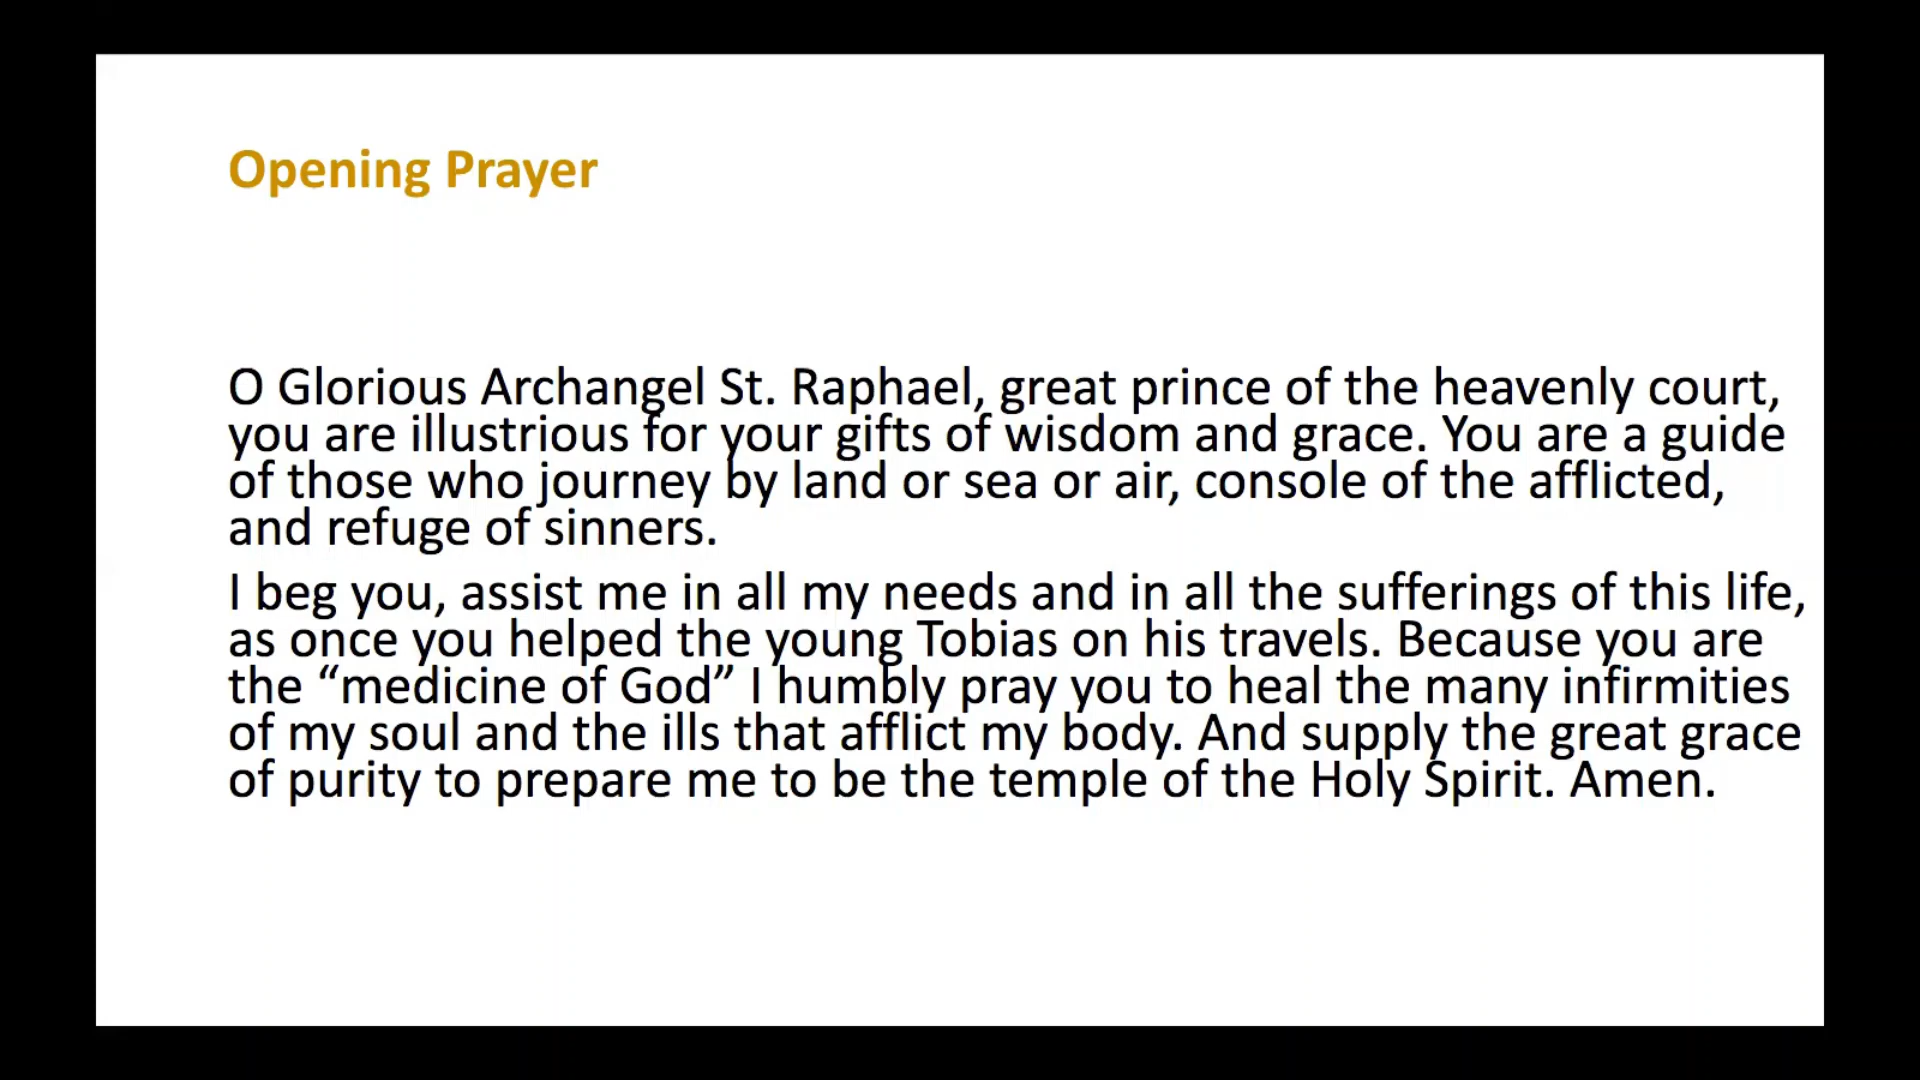 Opening Prayer
O Glorious Archangel St. Raphael, great prince of the heavenly court,
you are illustrious for your gifts of wisdom and grace. You are a guide
of those who journey by land or sea or air, console of the afflicted,
and refuge of sinners.
I beg you, assist me in all my needs and in all the sufferings of this life,
as once you helped the young Tobias on his travels. Because you are
the “medicine of God” I humbly pray you to heal the many infirmities
of my soul and the ills that afflict my body. And supply the great grace
of purity to prepare me to be the temple of the Holy Spirit. Amen.